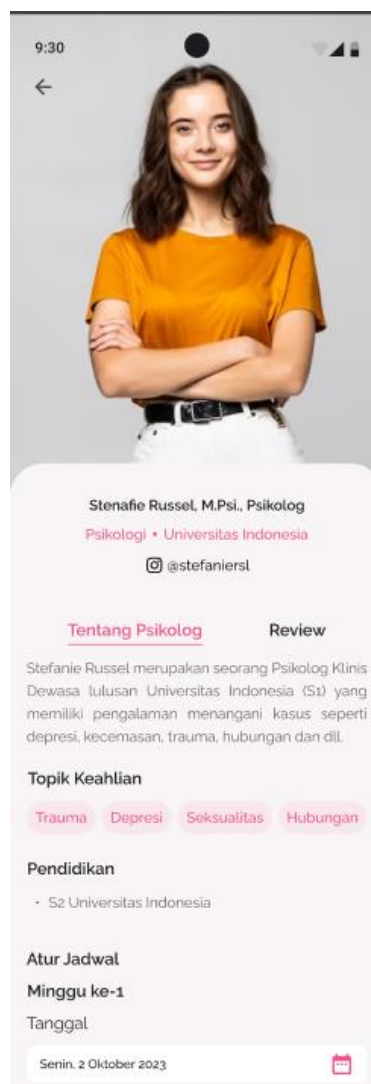 9:30
Stenafie Russel, M.Psi., Psikolog
Psikologi • Universitas Indonesia
@stefaniersl
Tentang Psikolog Review
Stefanie Russel merupakan seorang Psikolog Klinis
Dewasa lulusan Universitas Indonesia (S1) yang
memiliki pengalaman menangani kasus seperti
depresi, kecemasan, trauma, hubungan dan dll.
Topik Keahlian
Trauma Depresi Seksualitas Hubungan
Pendidikan
• S2 Universitas Indonesia
Atur Jadwal
Minggu ke-1
Tanggal
Senin, 2 Oktober 2023